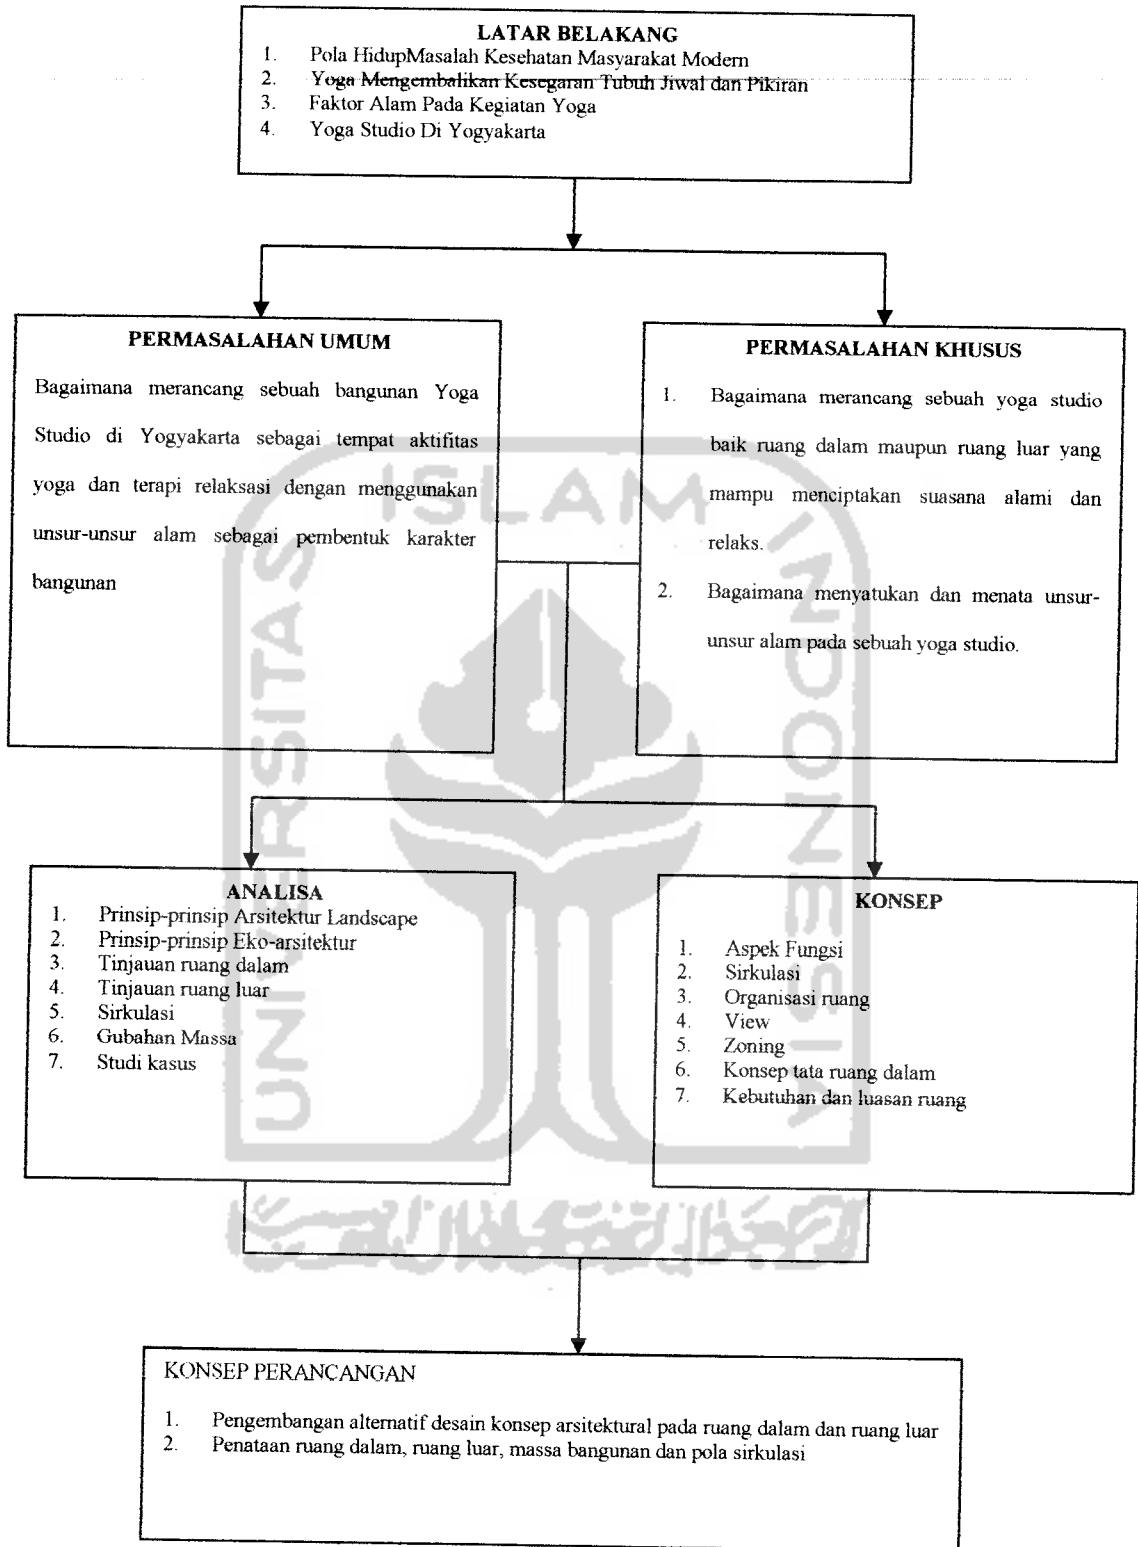 LATAR BELAKANG
1. Pola HidupMasalah Kesehatan Masyarakat Modern
2. Yoga Mengembalikan Kesegaran Tubuh Jiwal dan Pikiran
3. Faktor Alam Pada Kegiatan Yoga
4. Yoga Studio Di Yogyakarta
PERMASALAHAN UMUM
Bagaimana merancang sebuah bangunan Yoga
Studio di Yogyakarta sebagai tempat aktifitas
yoga dan terapi relaksasi dengan menggunakan
unsur-unsur alam sebagai pembentuk karakter
bangunan
PERMASALAHAN KHUSUS
1. Bagaimana merancang sebuah yoga studio
baik ruang dalam maupun ruang luar yang
mampu menciptakan suasana alami dan
relaks.
2. Bagaimana menyatukan dan menata unsur-
unsur alam pada sebuah yoga studio.
ANALISA
1. Prinsip-prinsip Arsitektur Landscape
2. Prinsip-prinsip Eko-arsitektur
3. Tinjauan ruang dalam
4. Tinjauan ruang luar
5. Sirkulasi
6. Gubahan Massa
7. Studi kasus
KONSEP
1. Aspek Fungsi
2. Sirkulasi
3. Organisasi ruang
4. View
5. Zoning
6. Konsep tata ruang dalam
7. Kebutuhan dan luasan ruang
KONSEP PERANCANGAN
1. Pengembangan alternatif desain konsep arsitektural pada ruang dalam dan ruang luar
2. Penataan ruang dalam, ruang luar, massa bangunan dan pola sirkulasi
UNIVERSITAS
ISLAM
INDONESIA